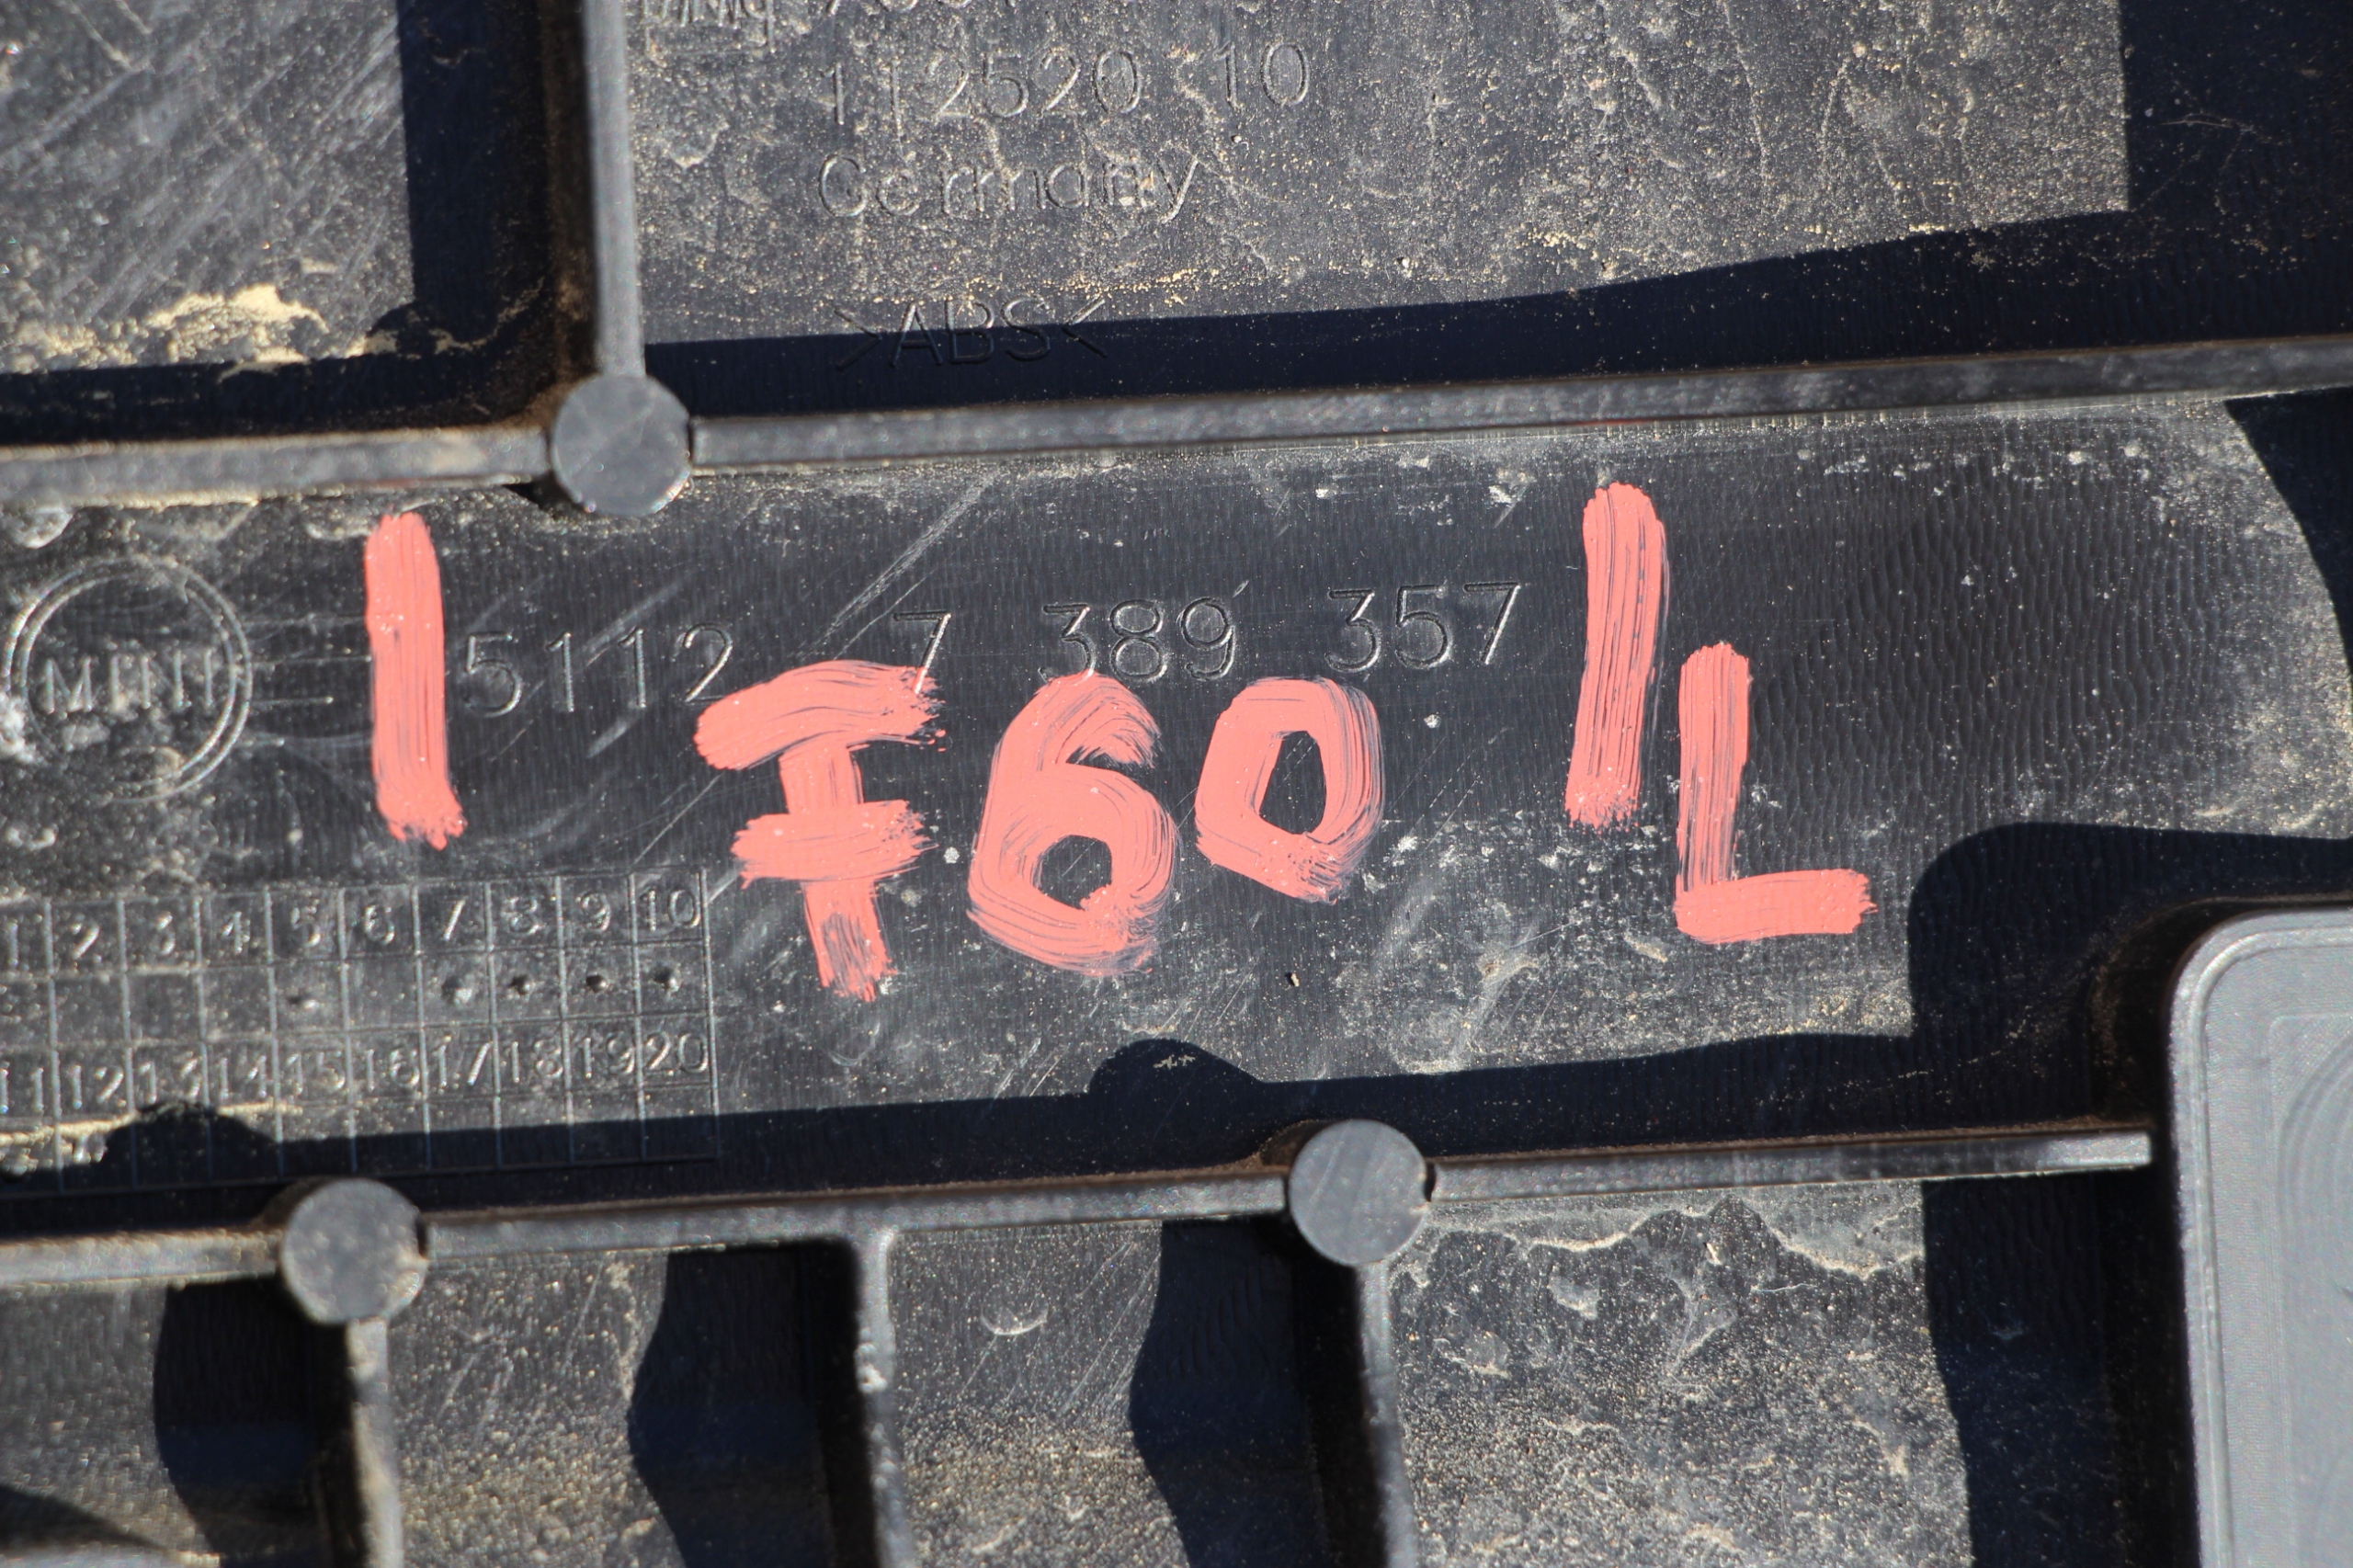 112520 10
Germany
>ABS<
MINI 5112 7 389 357
F60 L
1 2 3 4 5 6 7 8 9 10
11 12 13 14 15 16 17 18 19 20